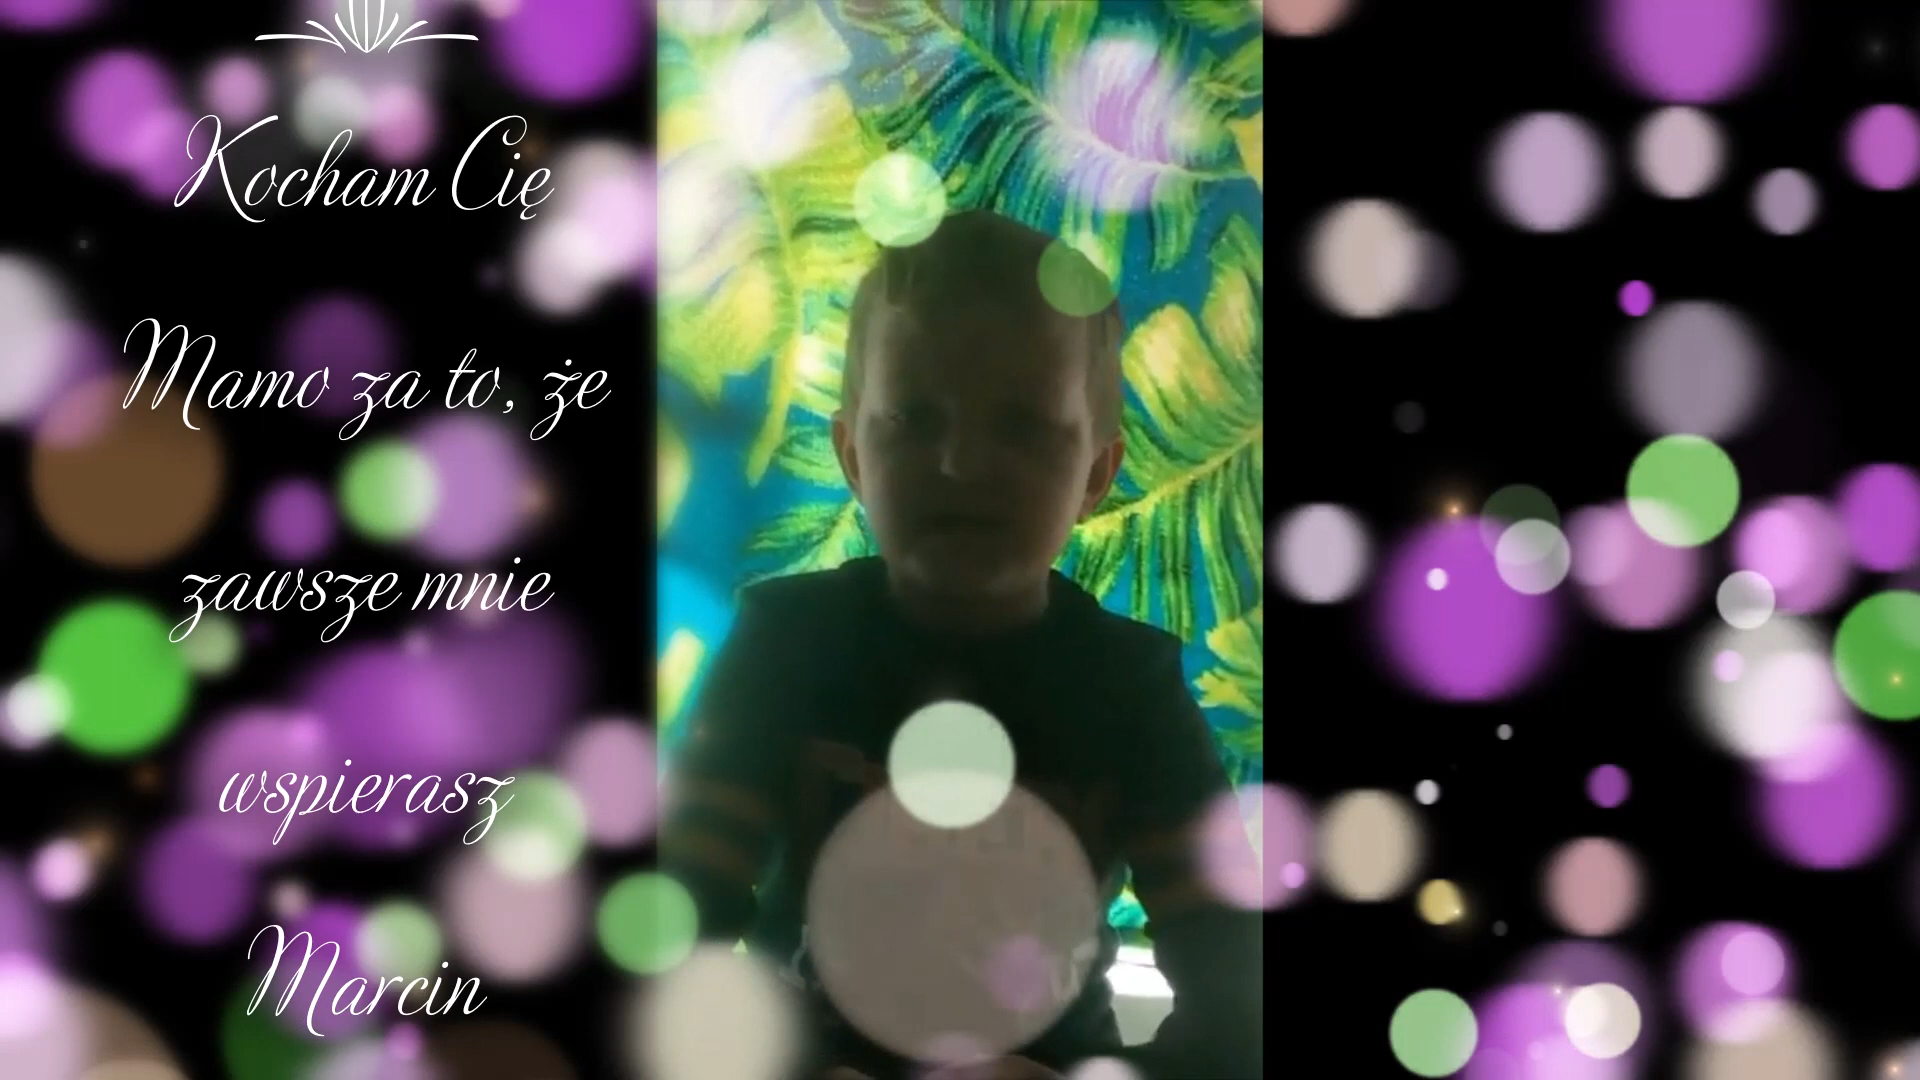 Kocham Cię
Mamo za to, że
zawsze mnie
wspierasz
Marcin